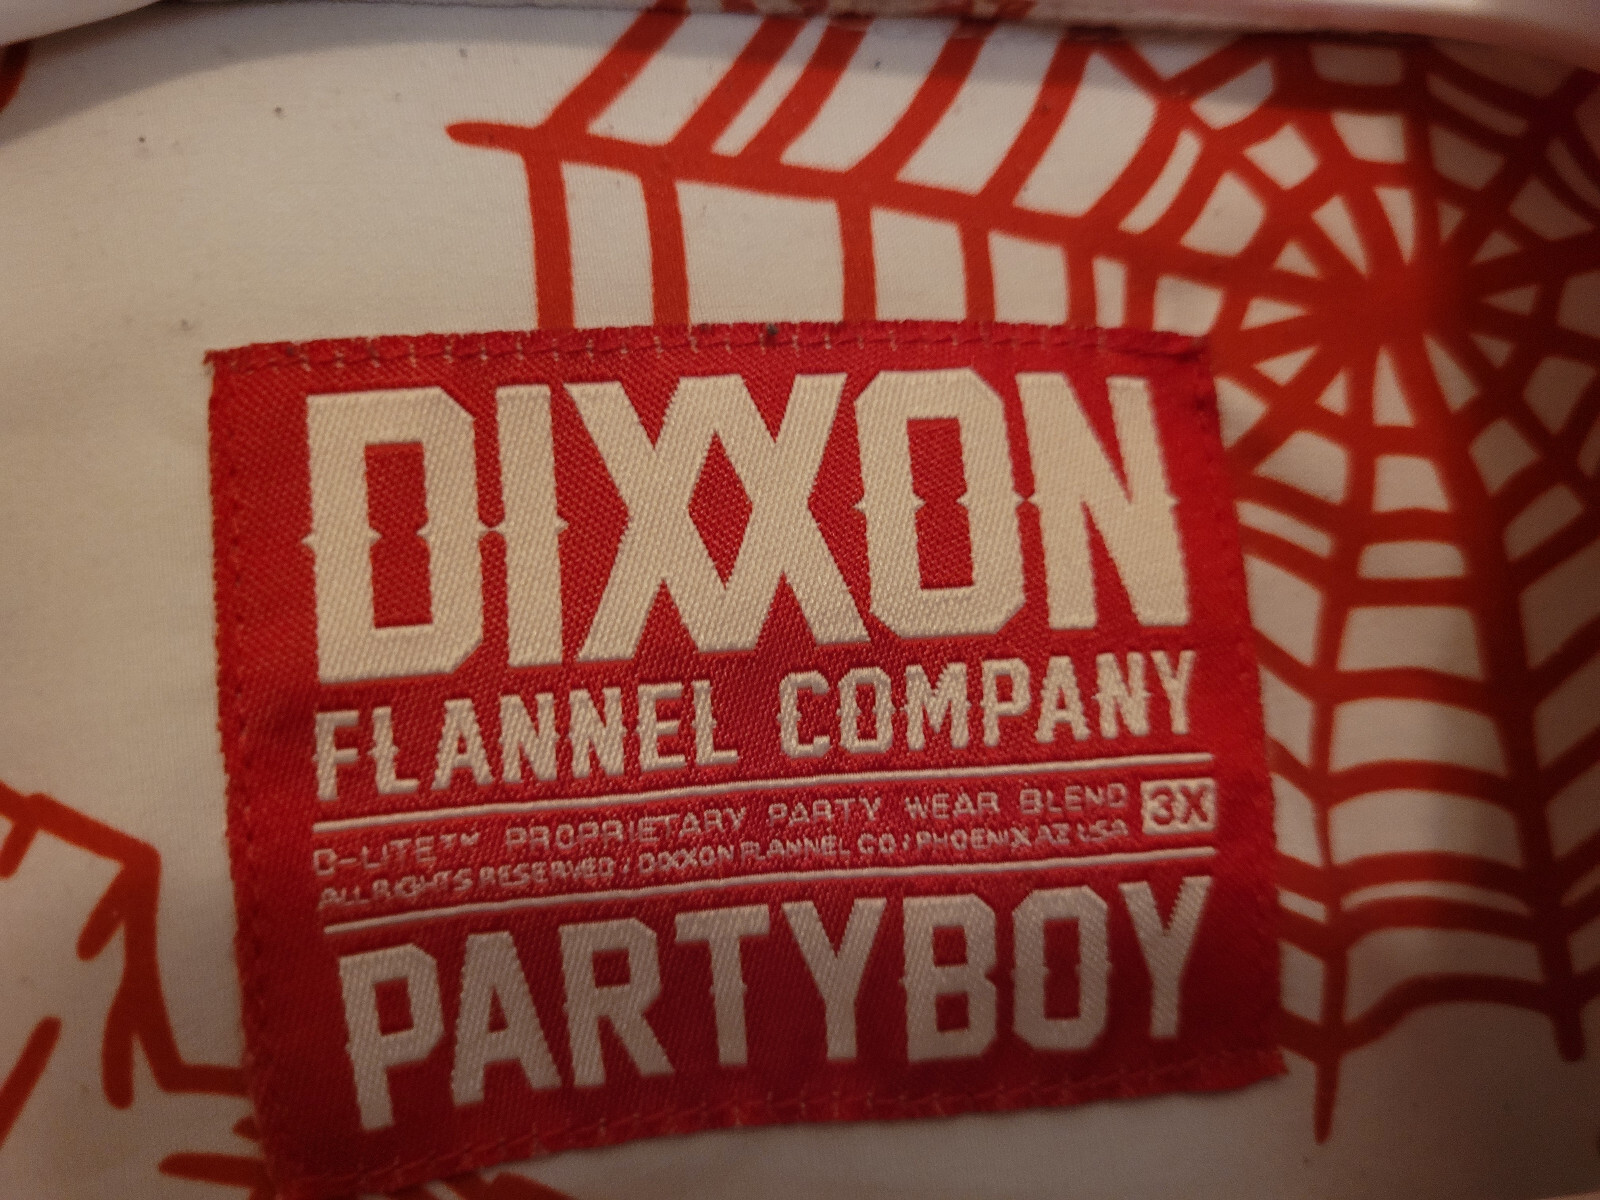 DIXXON
FLANNEL COMPANY
D-LITE™ PROPRIETARY PARTY WEAR BLEND 3X
ALL RIGHTS RESERVED / DIXXON FLANNEL CO / PHOENIX AZ USA
PARTYBOY